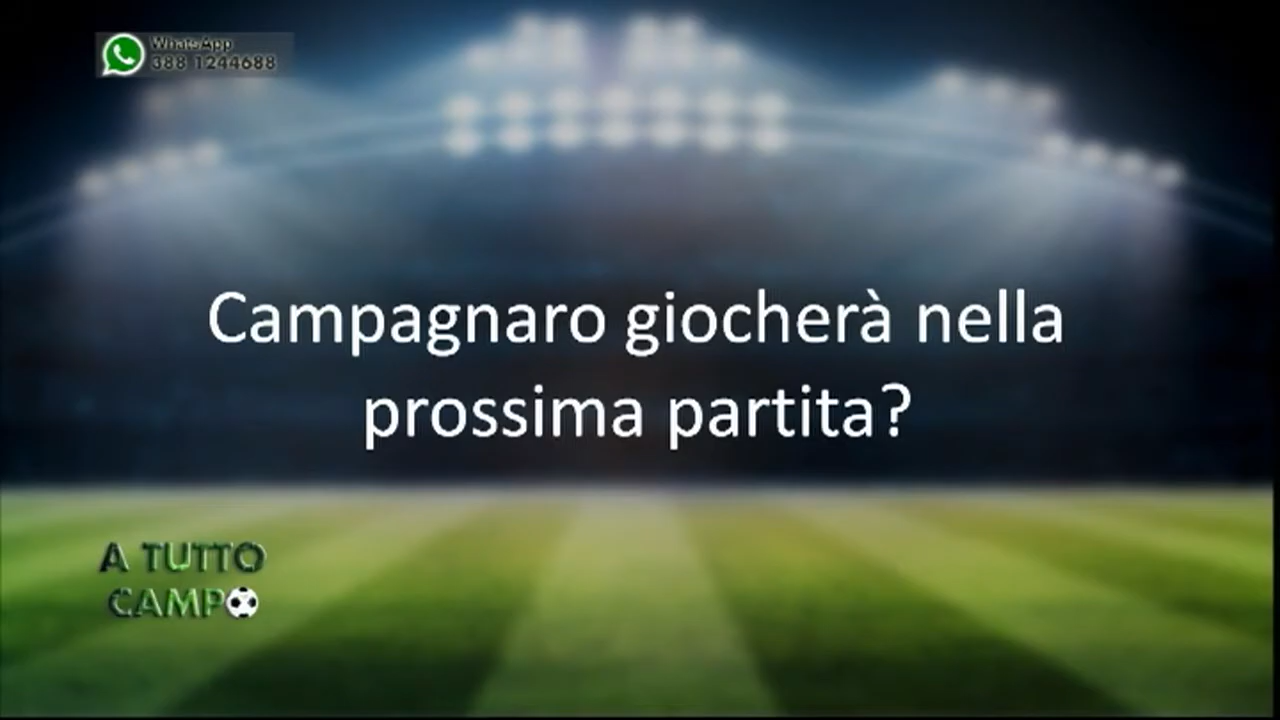 WhatsApp
388 1244688
Campagnaro giocherà nella
prossima partita?
A TUTTO
CAMPO